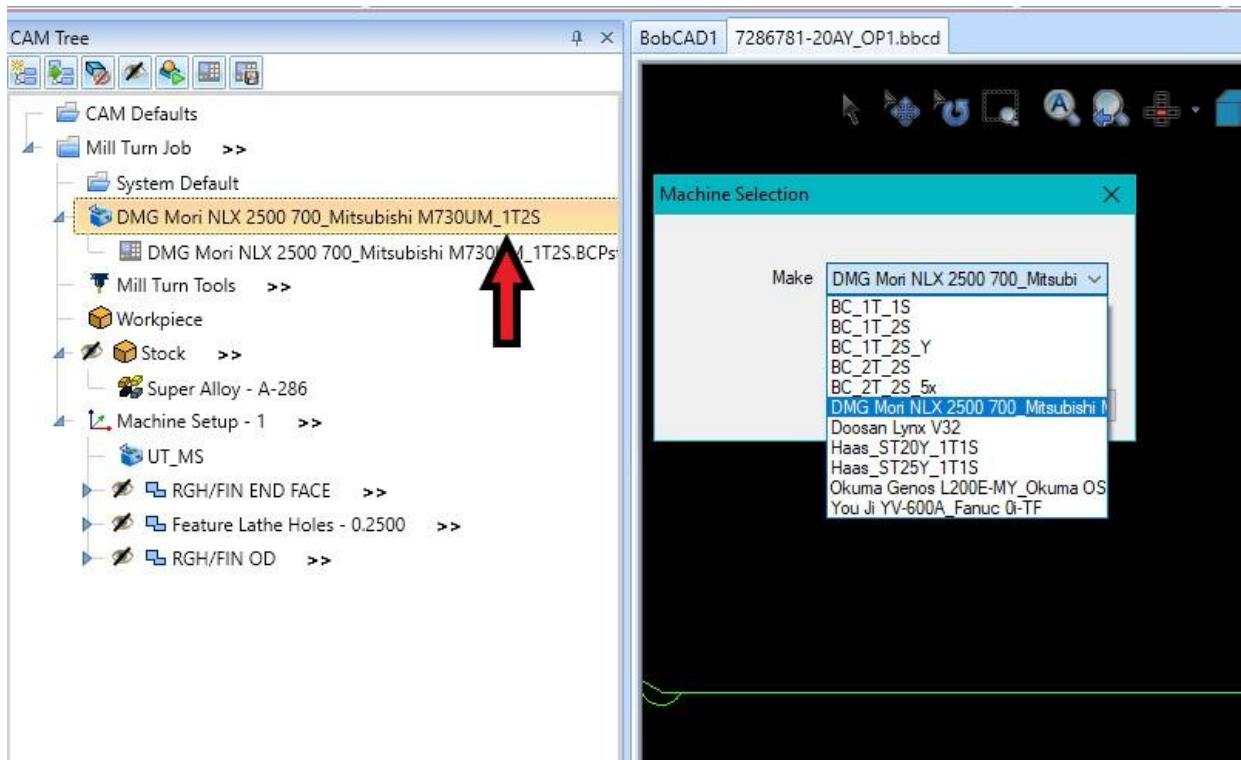 CAM Tree
BobCAD1
7286781-20AY_OP1.bbcd
CAM Defaults
Mill Turn Job >>
System Default
DMG Mori NLX 2500 700_Mitsubishi M730UM_1T2S
DMG Mori NLX 2500 700_Mitsubishi M730UM_1T2S.BCPs
Mill Turn Tools >>
Workpiece
Stock >>
Super Alloy - A-286
Machine Setup - 1 >>
UT_MS
RGH/FIN END FACE >>
Feature Lathe Holes - 0.2500 >>
RGH/FIN OD >>
Machine Selection
Make
DMG Mori NLX 2500 700_Mitsubi
BC_1T_1S
BC_1T_2S
BC_1T_2S_Y
BC_2T_2S
BC_2T_2S_5x
DMG Mori NLX 2500 700_Mitsubishi M
Doosan Lynx V32
Haas_ST20Y_1T1S
Haas_ST25Y_1T1S
Okuma Genos L200E-MY_Okuma OS
You Ji YV-600A_Fanuc 0i-TF